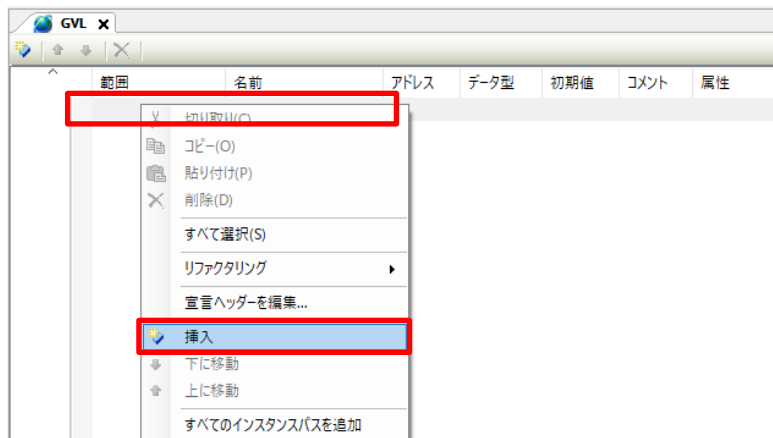 GVL
範囲 名前 アドレス データ型 初期値 コメント 属性
切り取り(C)
コピー(O)
貼り付け(P)
削除(D)
すべて選択(S)
リファクタリング
宣言ヘッダーを編集...
挿入
下に移動
上に移動
すべてのインスタンスパスを追加